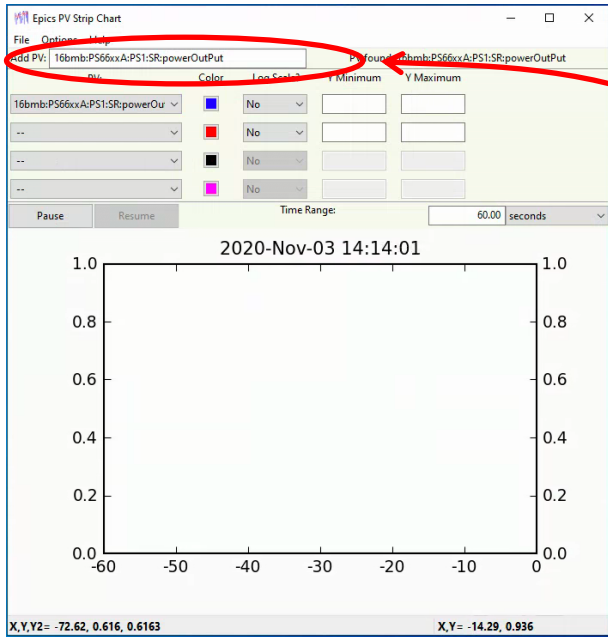 Epics PV Strip Chart
File Options Help
Add PV: 16bmb:PS66xxA:PS1:SR:powerOutPut PV found: 16bmb:PS66xxA:PS1:SR:powerOutPut
PV: Color Log Scale? Y Minimum Y Maximum
16bmb:PS66xxA:PS1:SR:powerOu No
-- No
-- No
-- No
Pause Resume Time Range: 60.00 seconds
2020-Nov-03 14:14:01
1.0 1.0
0.8 0.8
0.6 0.6
0.4 0.4
0.2 0.2
0.0 0.0
-60 -50 -40 -30 -20 -10 0
X,Y,Y2= -72.62, 0.616, 0.6163 X,Y= -14.29, 0.936